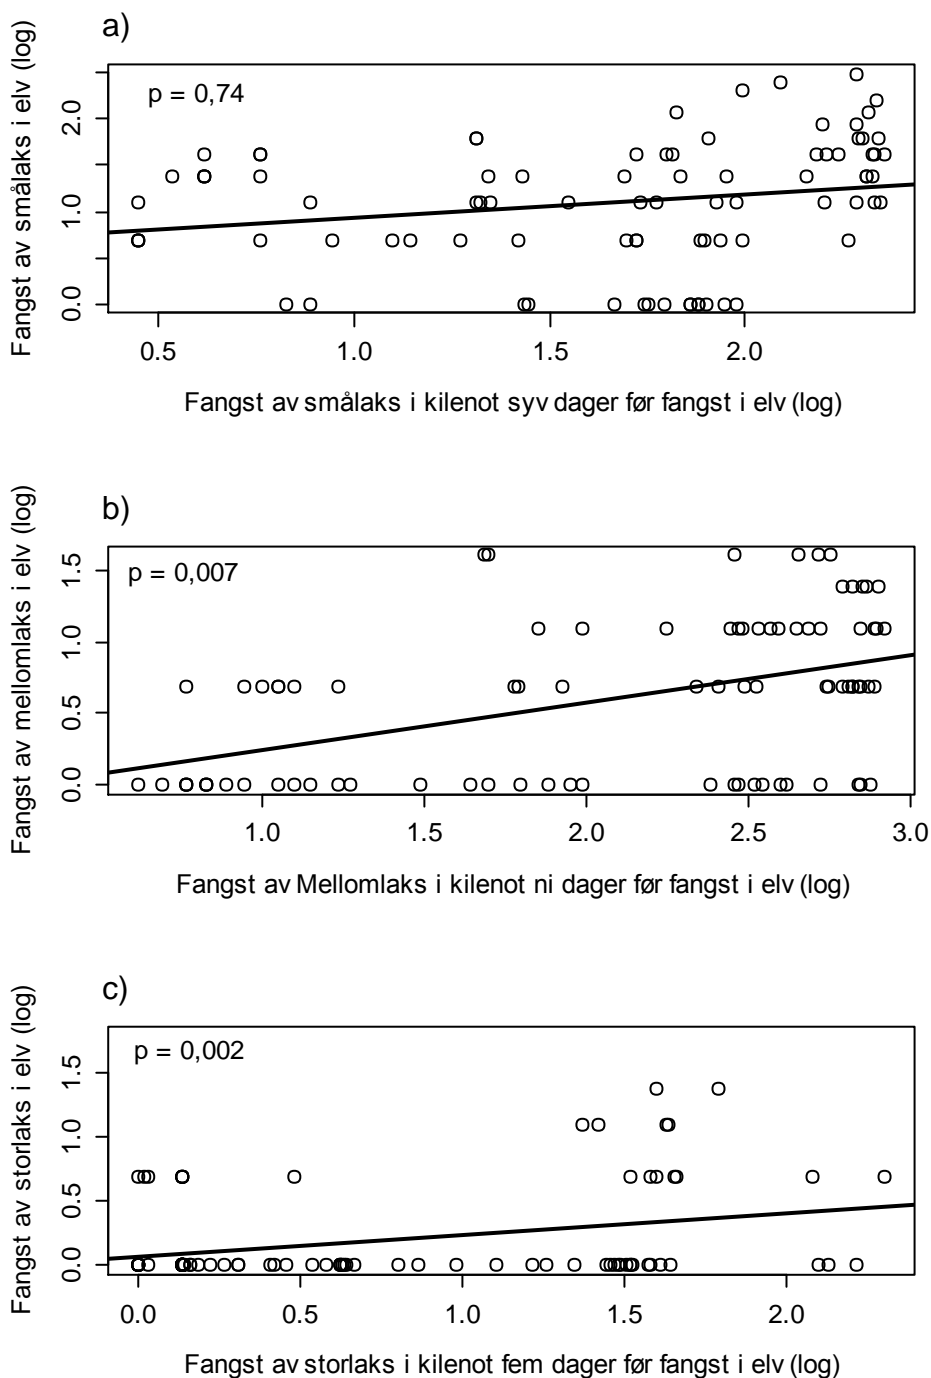 a)
p = 0,74
Fangst av smålaks i elv (log)
0.0
1.0
2.0
0.5
1.0
1.5
2.0
Fangst av smålaks i kilenot syv dager før fangst i elv (log)
b)
p = 0,007
Fangst av mellomlaks i elv (log)
0.0
0.5
1.0
1.5
1.0
1.5
2.0
2.5
3.0
Fangst av Mellomlaks i kilenot ni dager før fangst i elv (log)
c)
p = 0,002
Fangst av storlaks i elv (log)
0.0
0.5
1.0
1.5
0.0
0.5
1.0
1.5
2.0
Fangst av storlaks i kilenot fem dager før fangst i elv (log)